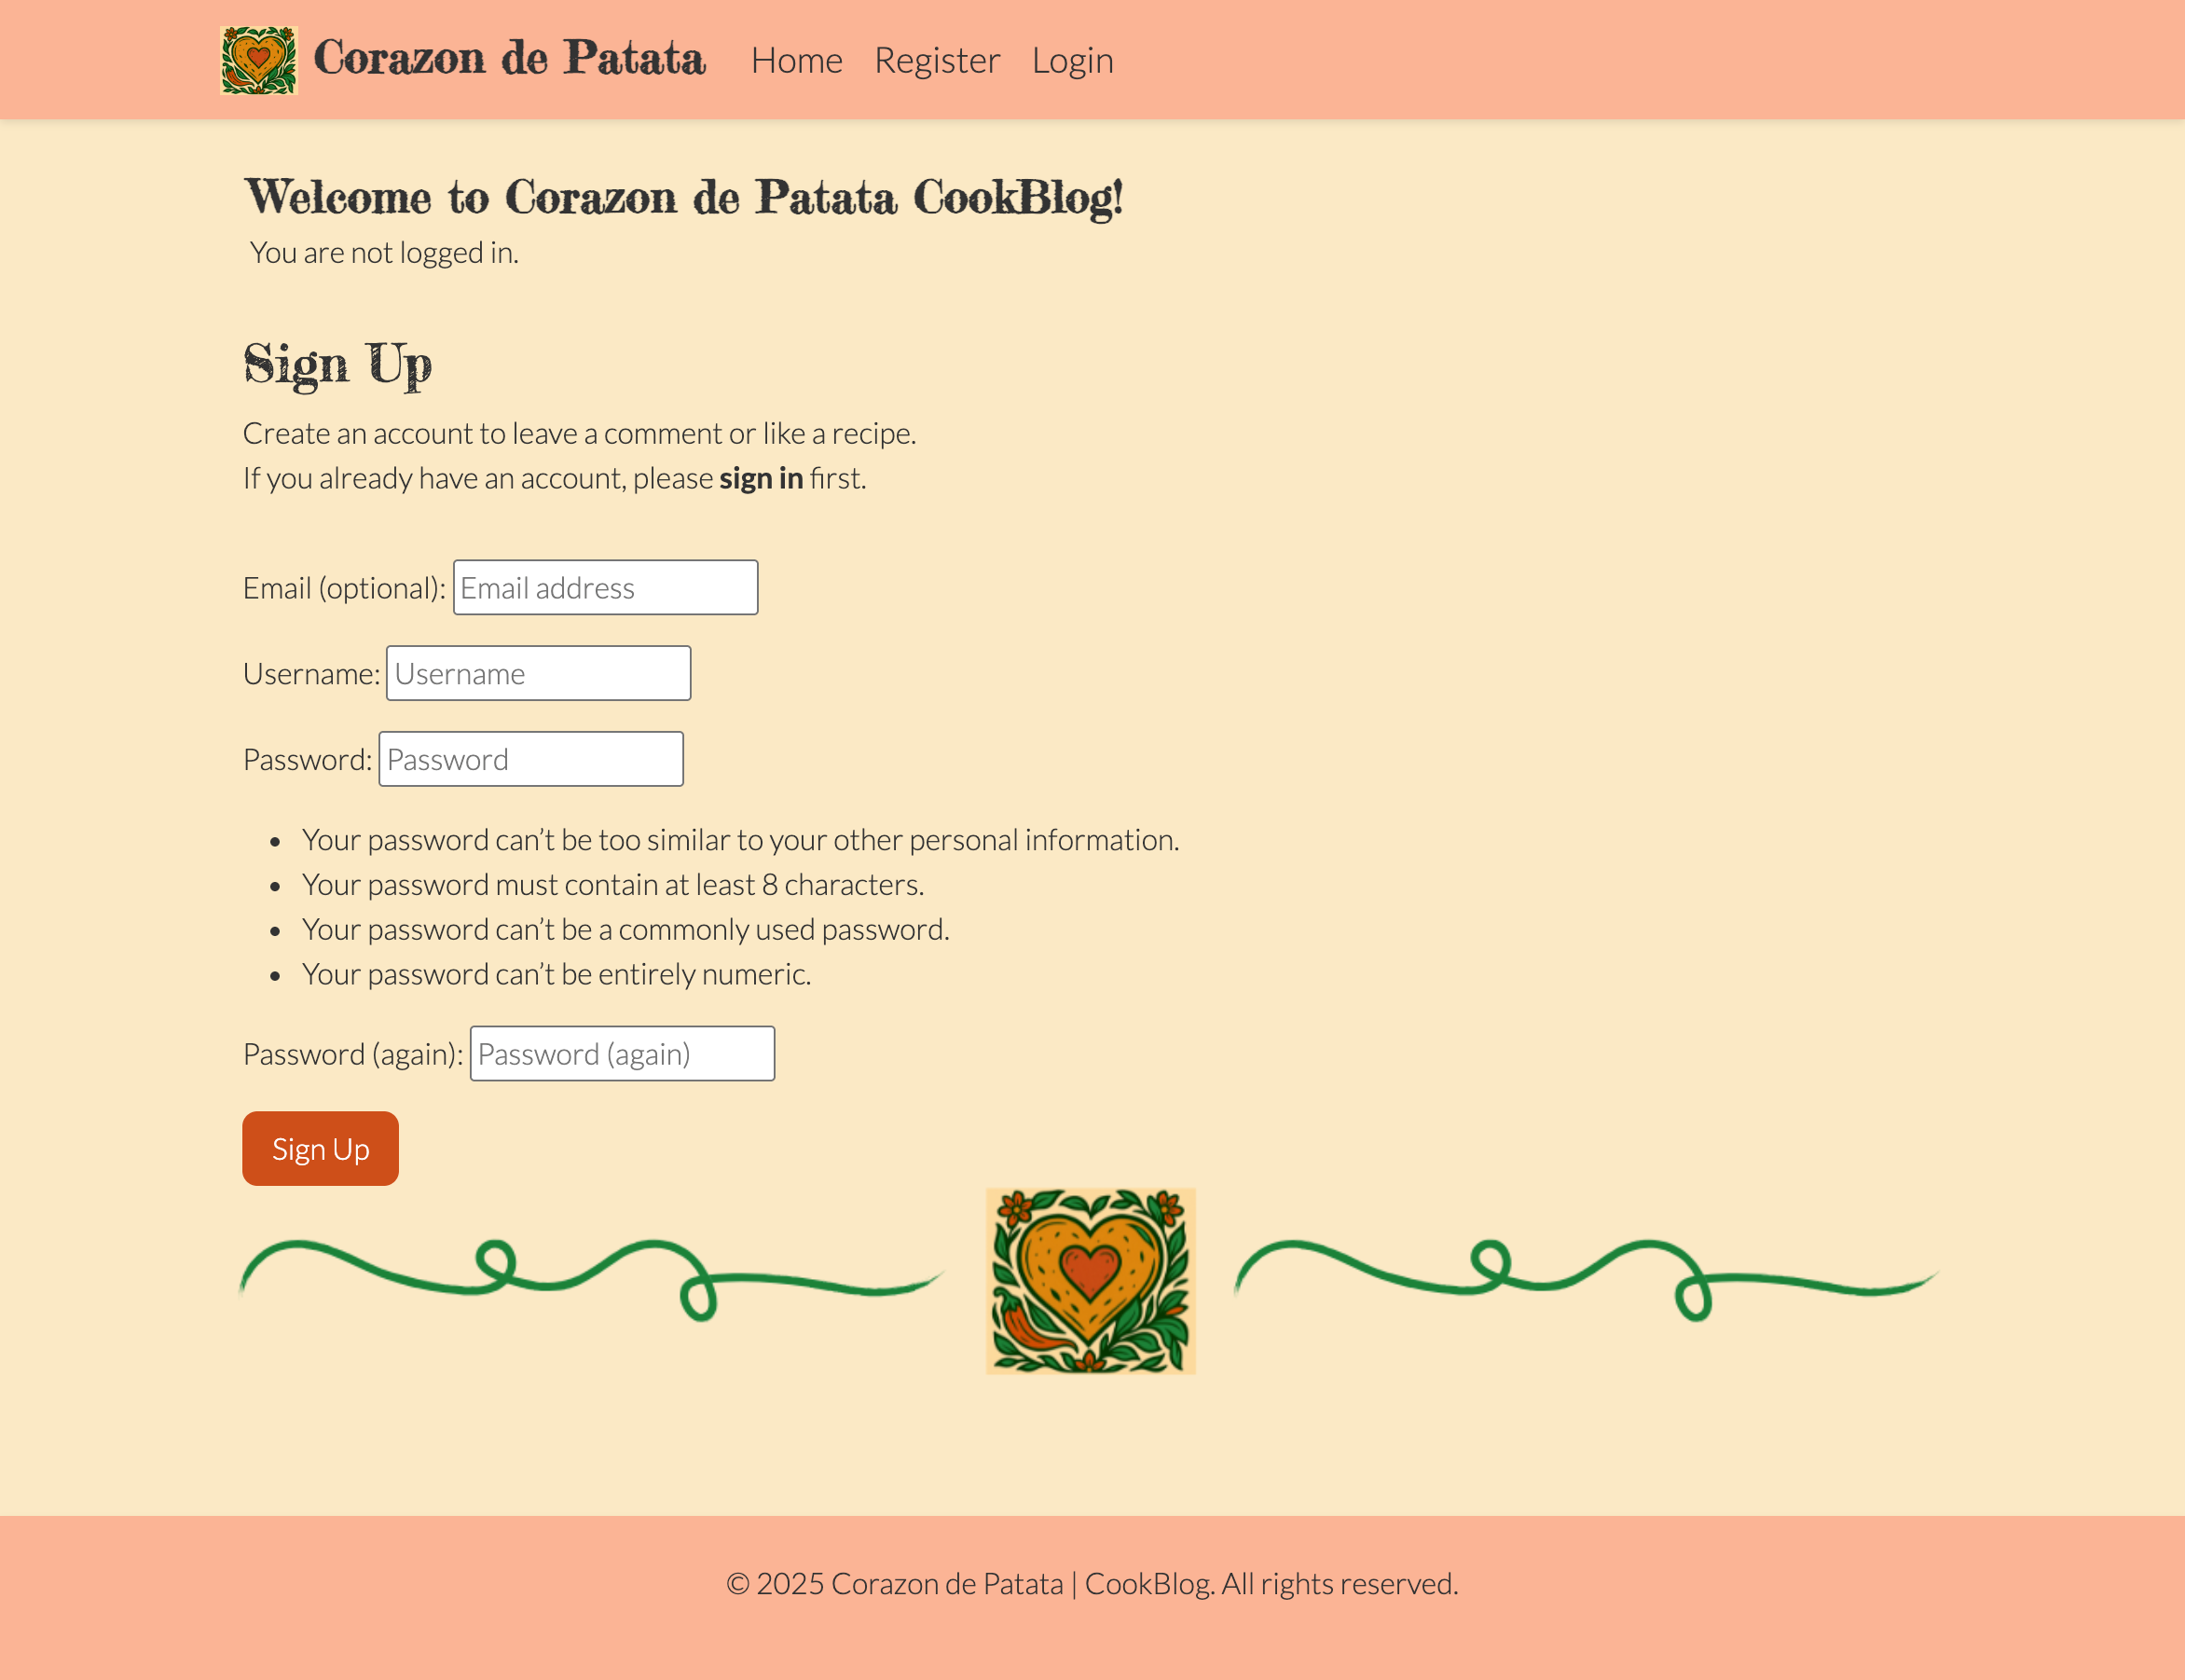 Corazon de Patata Home Register Login
Welcome to Corazon de Patata CookBlog!
You are not logged in.
Sign Up
Create an account to leave a comment or like a recipe.
If you already have an account, please sign in first.
Email (optional): Email address
Username: Username
Password: Password
• Your password can’t be too similar to your other personal information.
• Your password must contain at least 8 characters.
• Your password can’t be a commonly used password.
• Your password can’t be entirely numeric.
Password (again): Password (again)
Sign Up
© 2025 Corazon de Patata | CookBlog. All rights reserved.